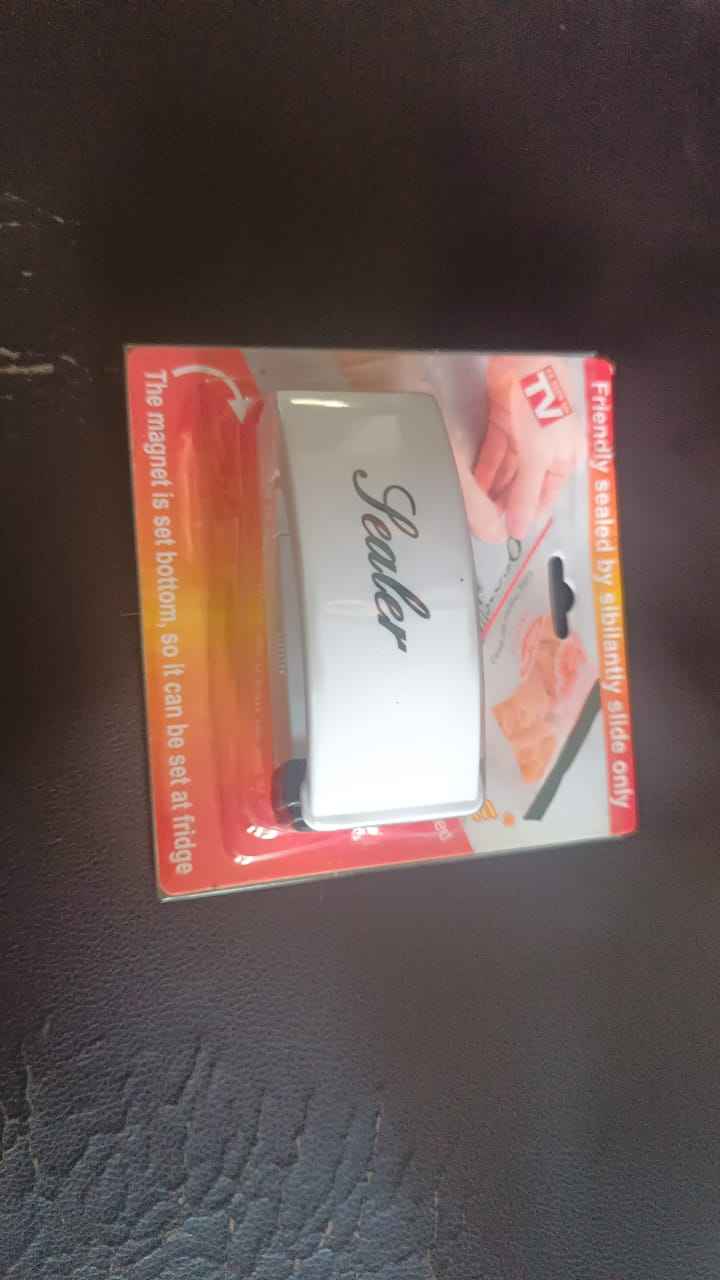 Friendly sealed by sibilantly slide only
TV
Sealer
The magnet is set bottom, so it can be set at fridge